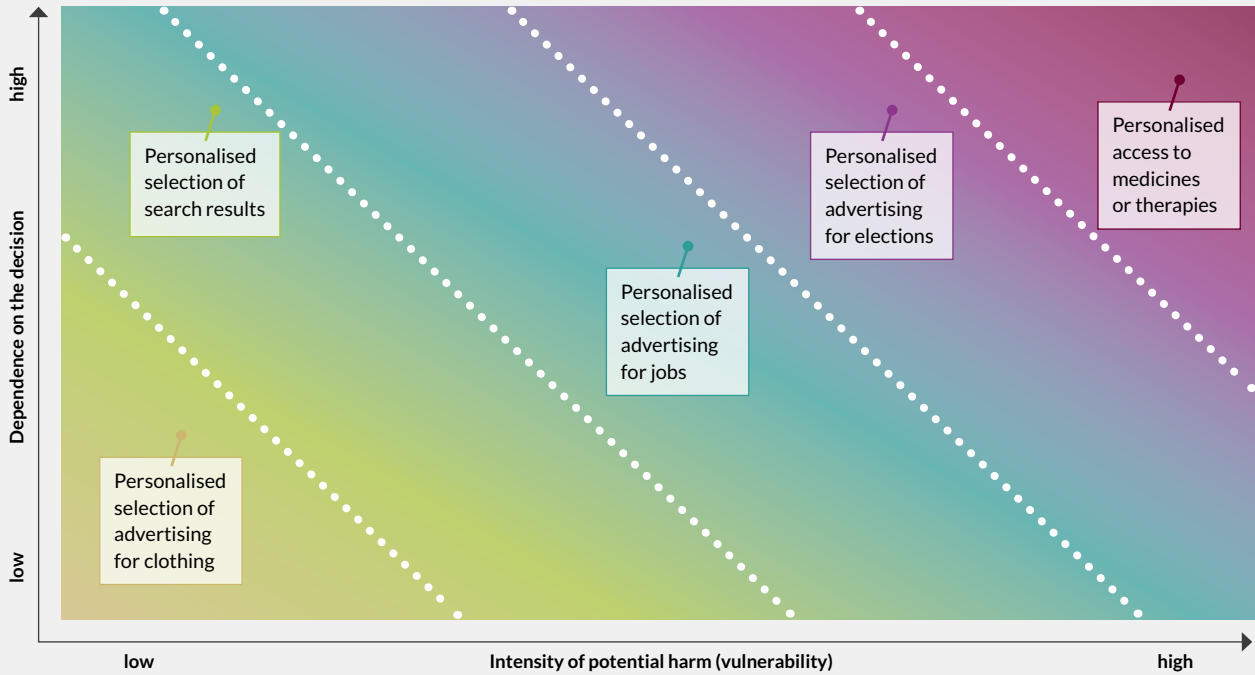 high
Dependence on the decision
low
Personalised
selection of
search results
Personalised
selection of
advertising
for clothing
Personalised
selection of
advertising
for jobs
Personalised
selection of
advertising
for elections
Personalised
access to
medicines
or therapies
low
Intensity of potential harm (vulnerability)
high